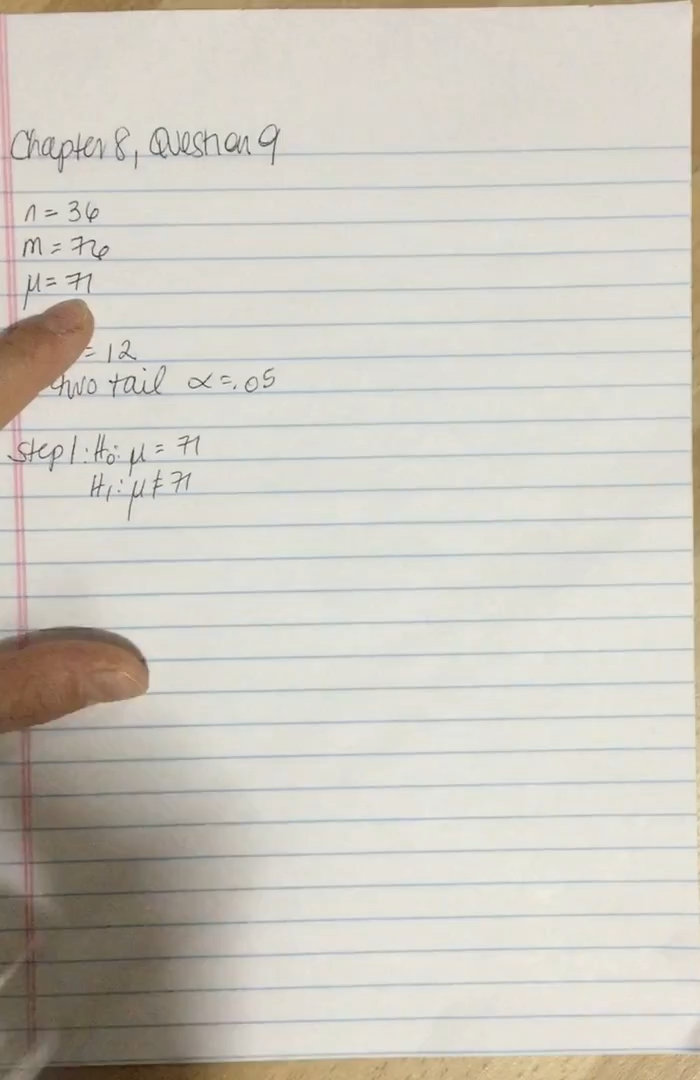 Chapter 8, Question 9
n = 36
m = 76
μ = 71
= 12
two tail α = .05
Step 1: H₀: μ = 71
H₁: μ ≠ 71